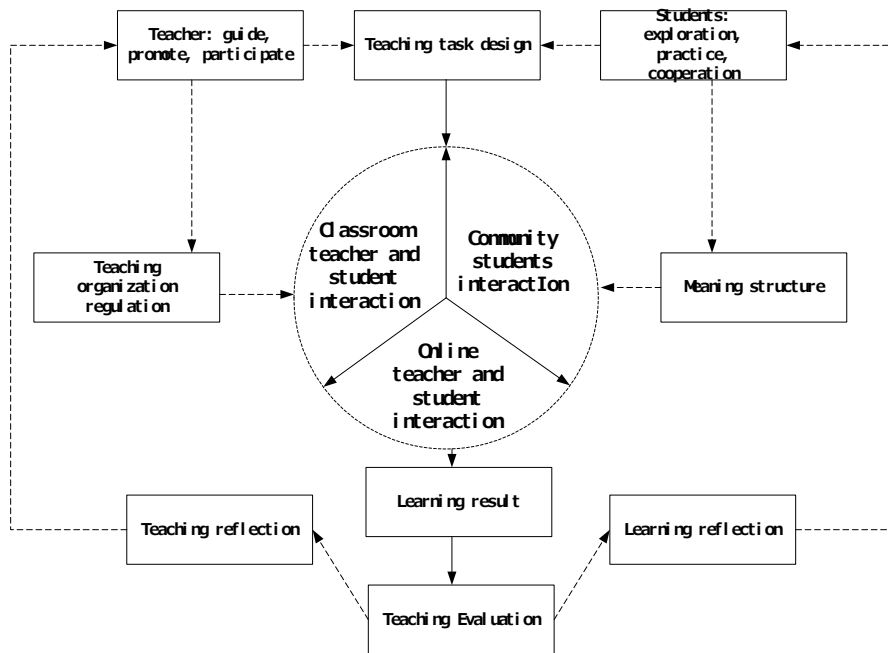 Teacher: guide,
promote, participate
Teaching task design
Students:
exploration,
practice,
cooperation
Classroom
teacher and
student
interaction
Community
students
interactIon
Teaching
organization
regulation
Meaning structure
Online
teacher and
student
interaction
Learning result
Teaching reflection
Learning reflection
Teaching Evaluation